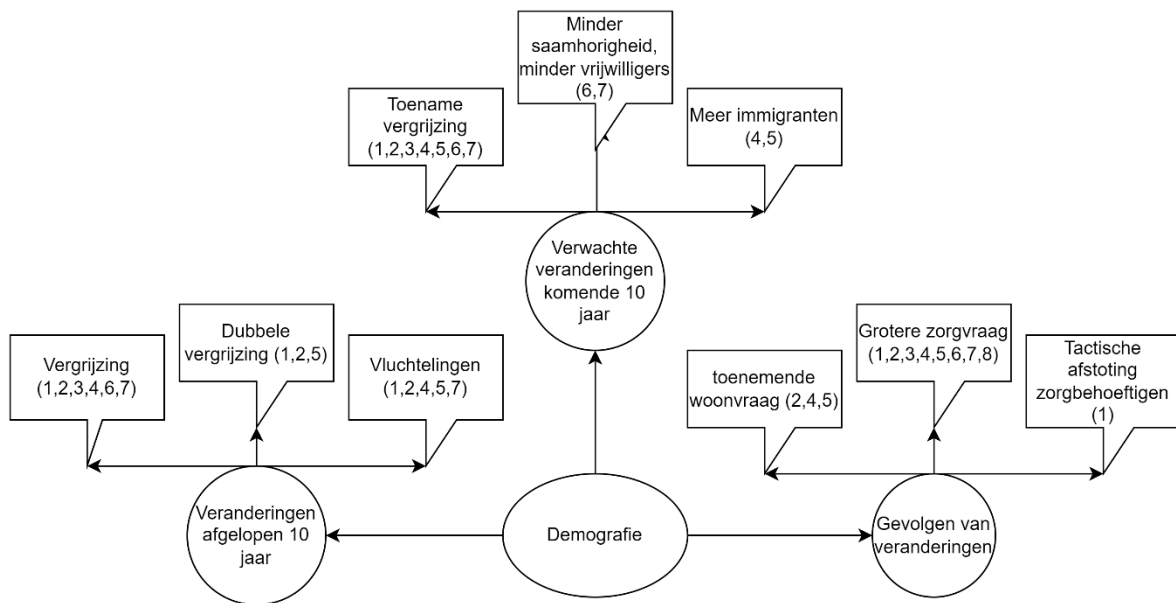 Minder
saamhorigheid,
minder vrijwilligers
(6,7)
Toename
vergrijzing
(1,2,3,4,5,6,7)
Meer immigranten
(4,5)
Verwachte
veranderingen
komende 10
jaar
Vergrijzing
(1,2,3,4,6,7)
Dubbele
vergrijzing (1,2,5)
Vluchtelingen
(1,2,4,5,7)
toenemende
woonvraag (2,4,5)
Grotere zorgvraag
(1,2,3,4,5,6,7,8)
Tactische
afstoting
zorgbehoeftigen
(1)
Veranderingen
afgelopen 10
jaar
Demografie
Gevolgen van
veranderingen